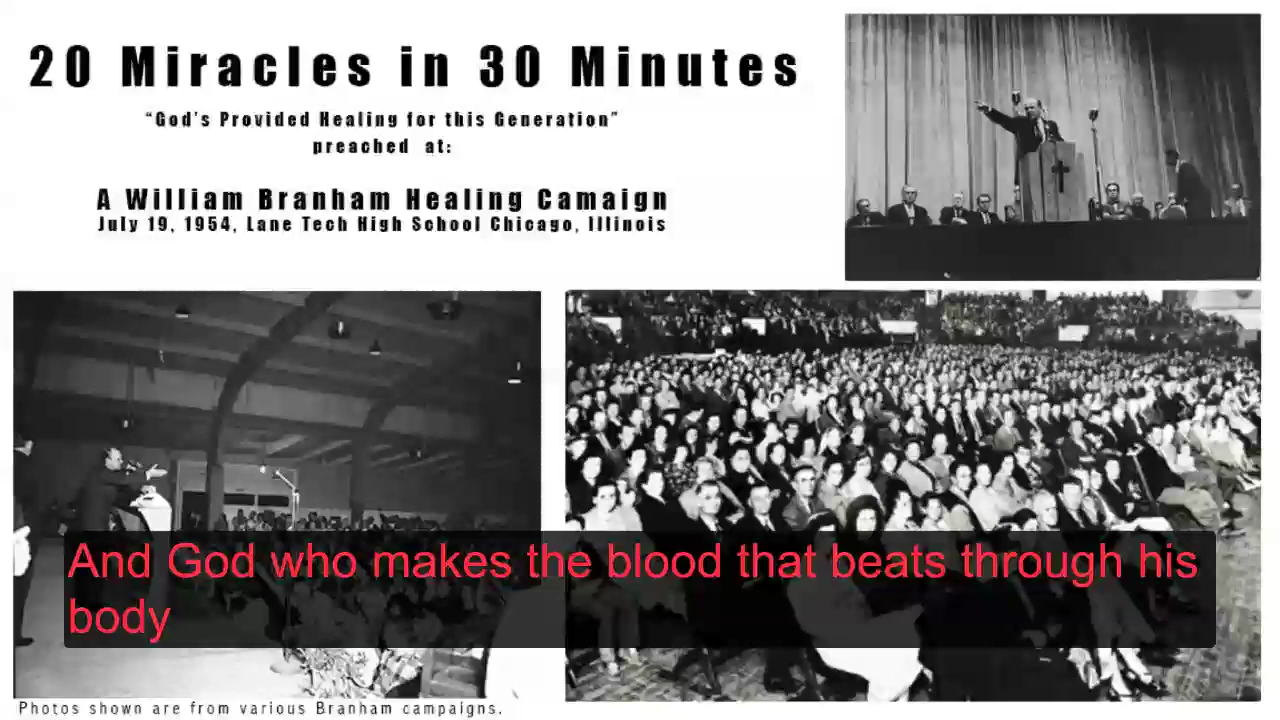 20 Miracles in 30 Minutes
“God's Provided Healing for this Generation”
preached at:
A William Branham Healing Camaign
July 19, 1954, Lane Tech High School Chicago, Illinois
And God who makes the blood that beats through his
body
Photos shown are from various Branham campaigns.